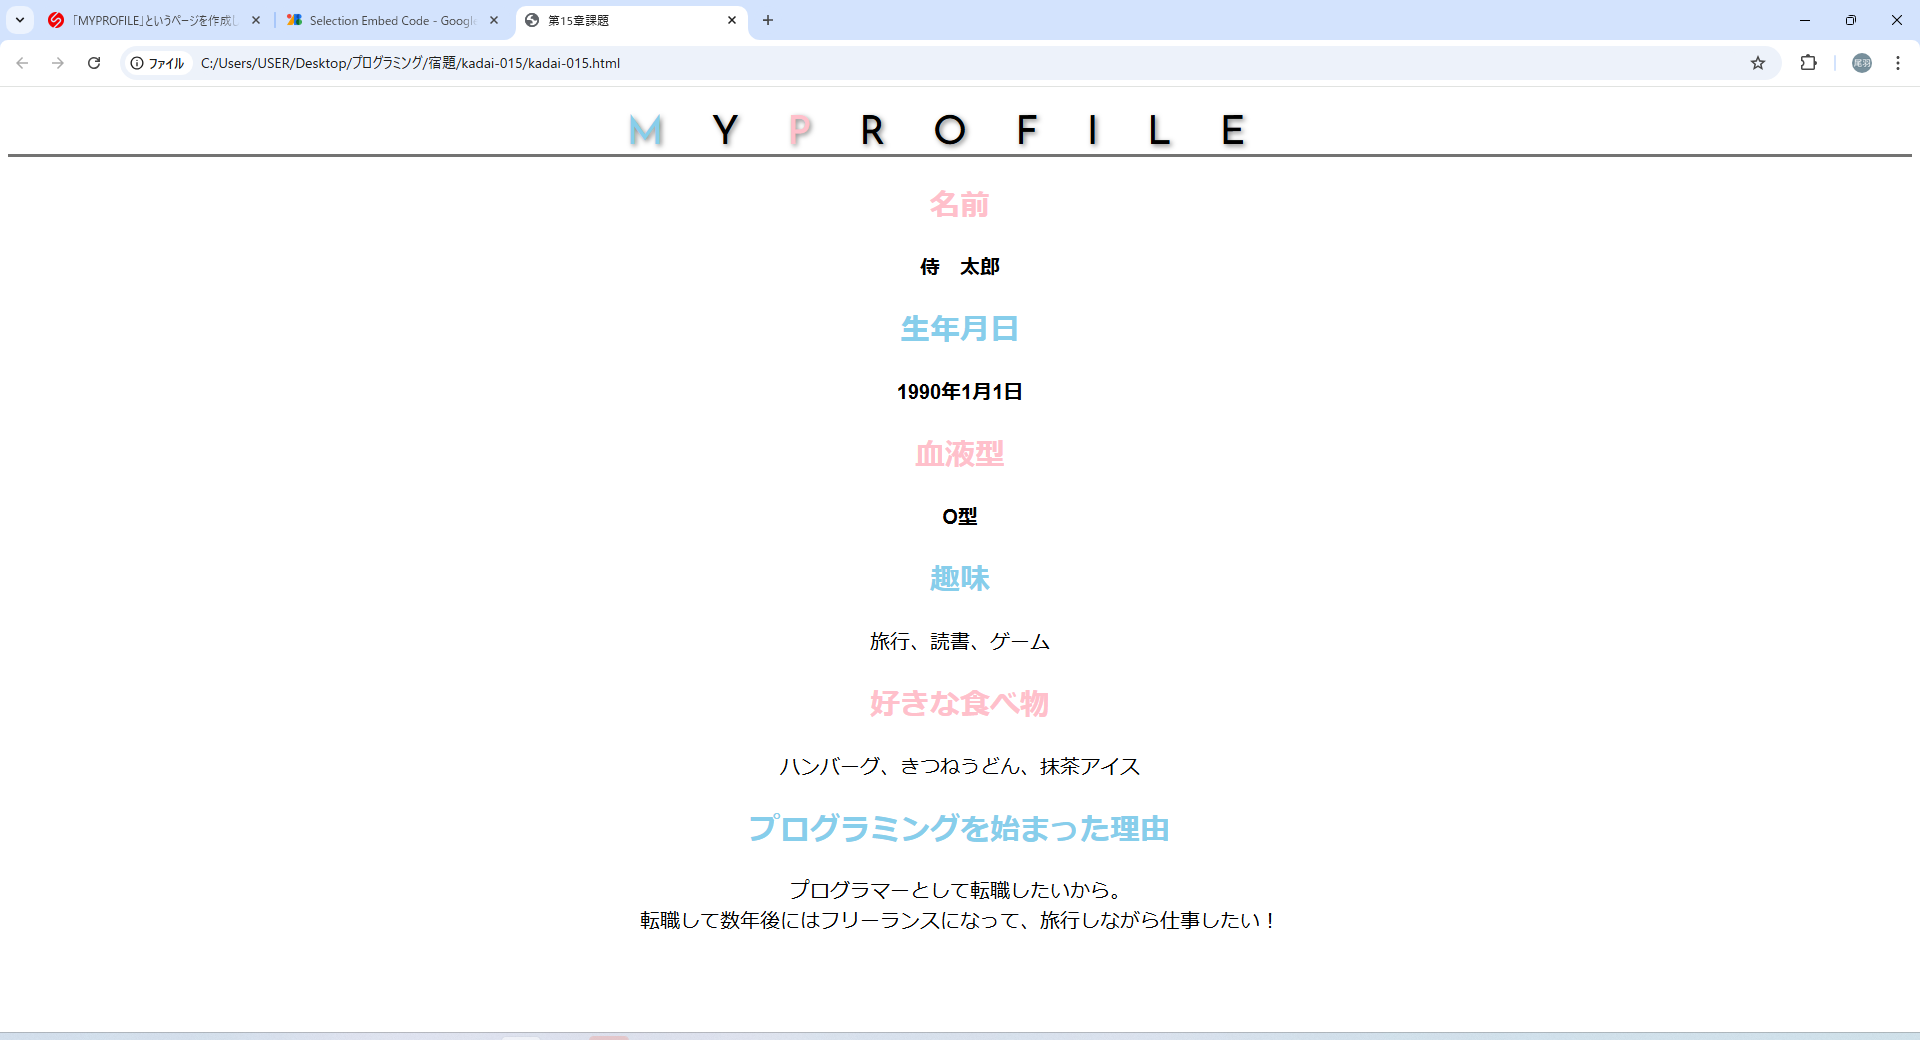 「MYPROFILE」というページを作成し
Selection Embed Code - Google
第15章課題
ファイル
C:/Users/USER/Desktop/プログラミング/宿題/kadai-015/kadai-015.html
尾羽
MYPROFILE
名前
侍　太郎
生年月日
1990年1月1日
血液型
O型
趣味
旅行、読書、ゲーム
好きな食べ物
ハンバーグ、きつねうどん、抹茶アイス
プログラミングを始まった理由
プログラマーとして転職したいから。
転職して数年後にはフリーランスになって、旅行しながら仕事したい！